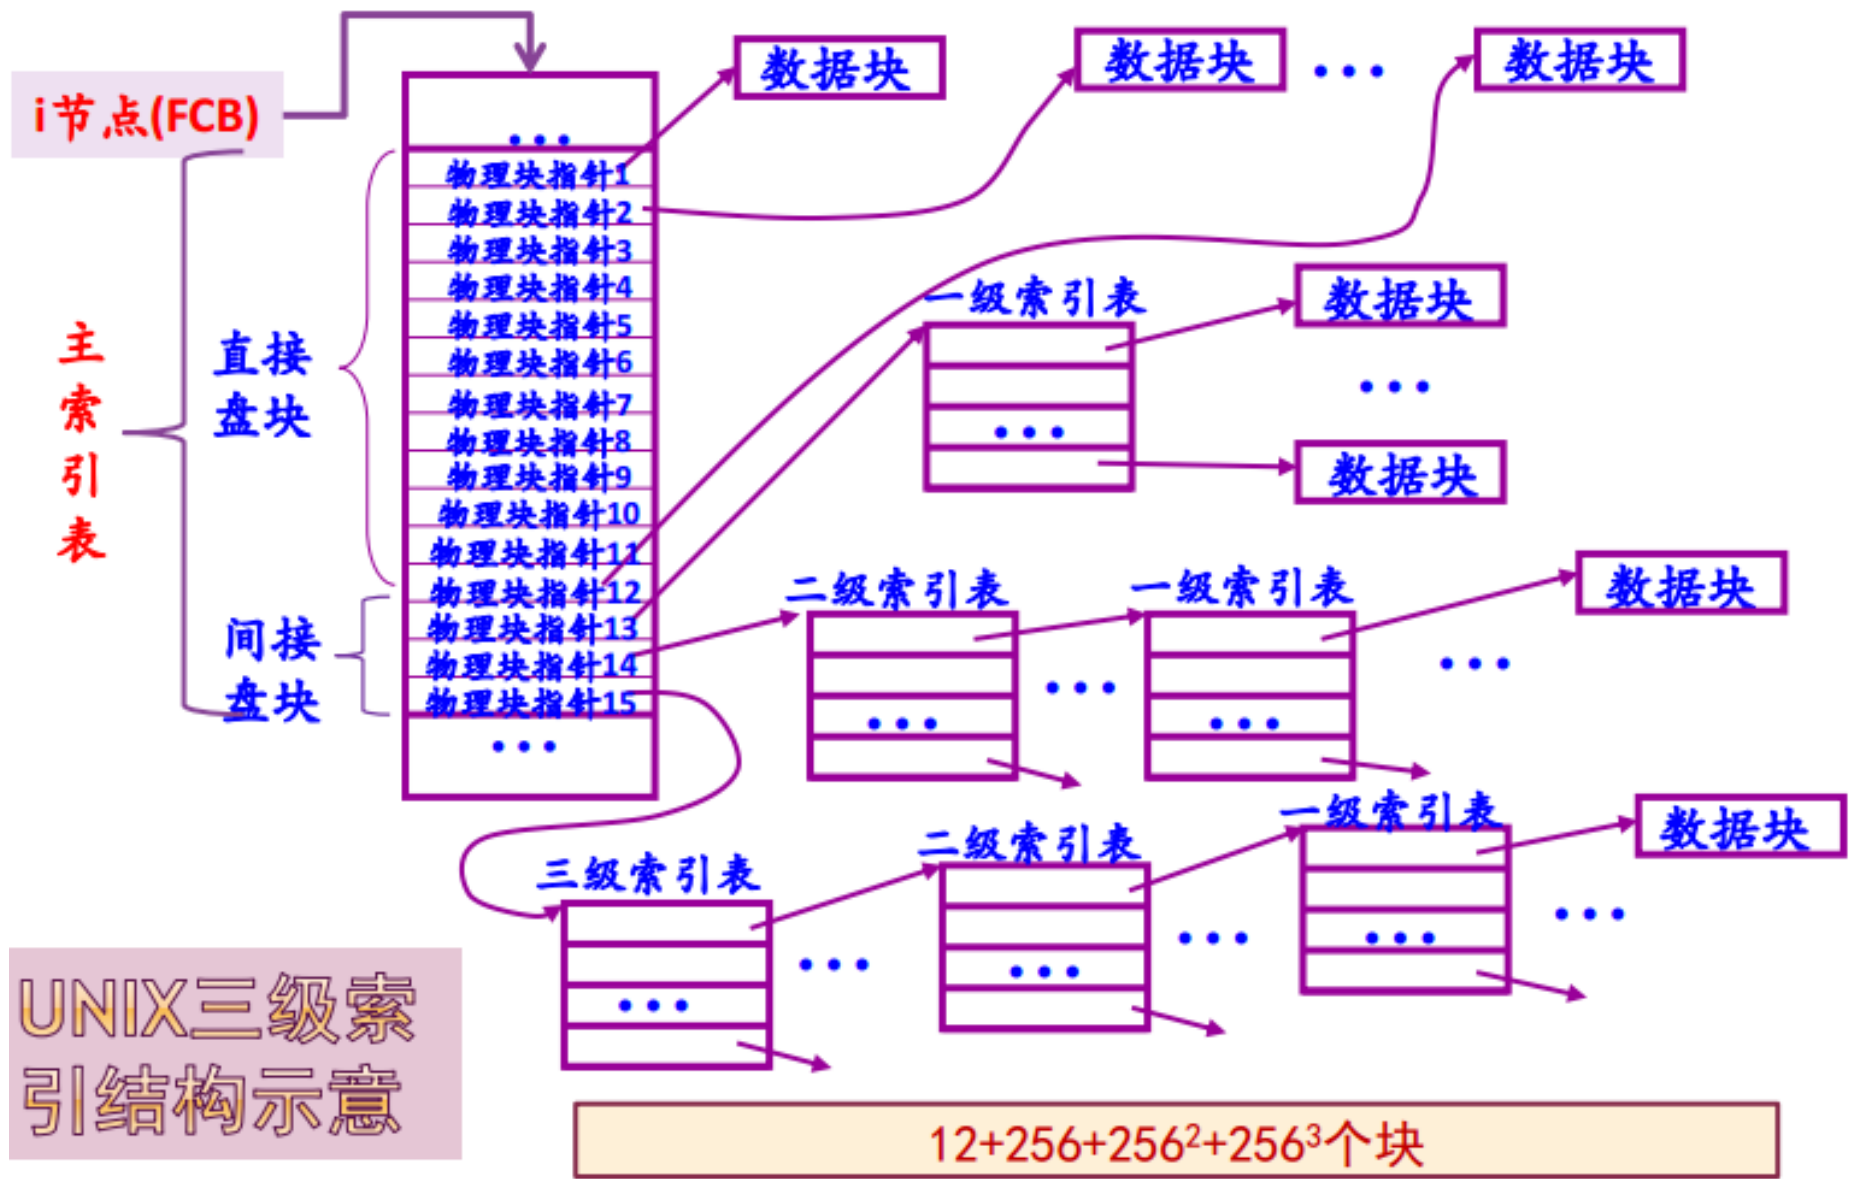 i节点(FCB)
主索引表
直接
盘块
间接
盘块
...
物理块指针1
物理块指针2
物理块指针3
物理块指针4
物理块指针5
物理块指针6
物理块指针7
物理块指针8
物理块指针9
物理块指针10
物理块指针11
物理块指针12
物理块指针13
物理块指针14
物理块指针15
...
数据块
数据块
...
数据块
一级索引表
...
数据块
...
数据块
二级索引表
...
...
一级索引表
...
数据块
...
三级索引表
...
...
二级索引表
...
...
一级索引表
...
数据块
...
UNIX三级索
引结构示意
12+256+256²+256³个块